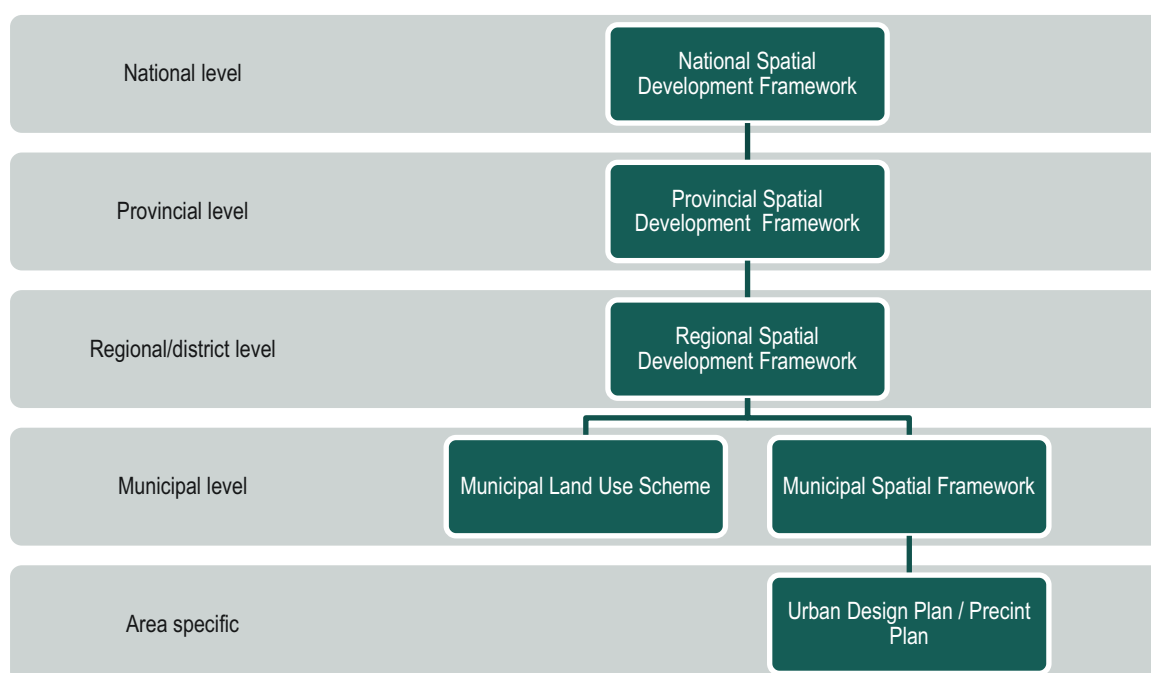 National level
National Spatial
Development Framework
Provincial level
Provincial Spatial
Development Framework
Regional/district level
Regional Spatial
Development Framework
Municipal level
Municipal Land Use Scheme
Municipal Spatial Framework
Area specific
Urban Design Plan / Precint
Plan